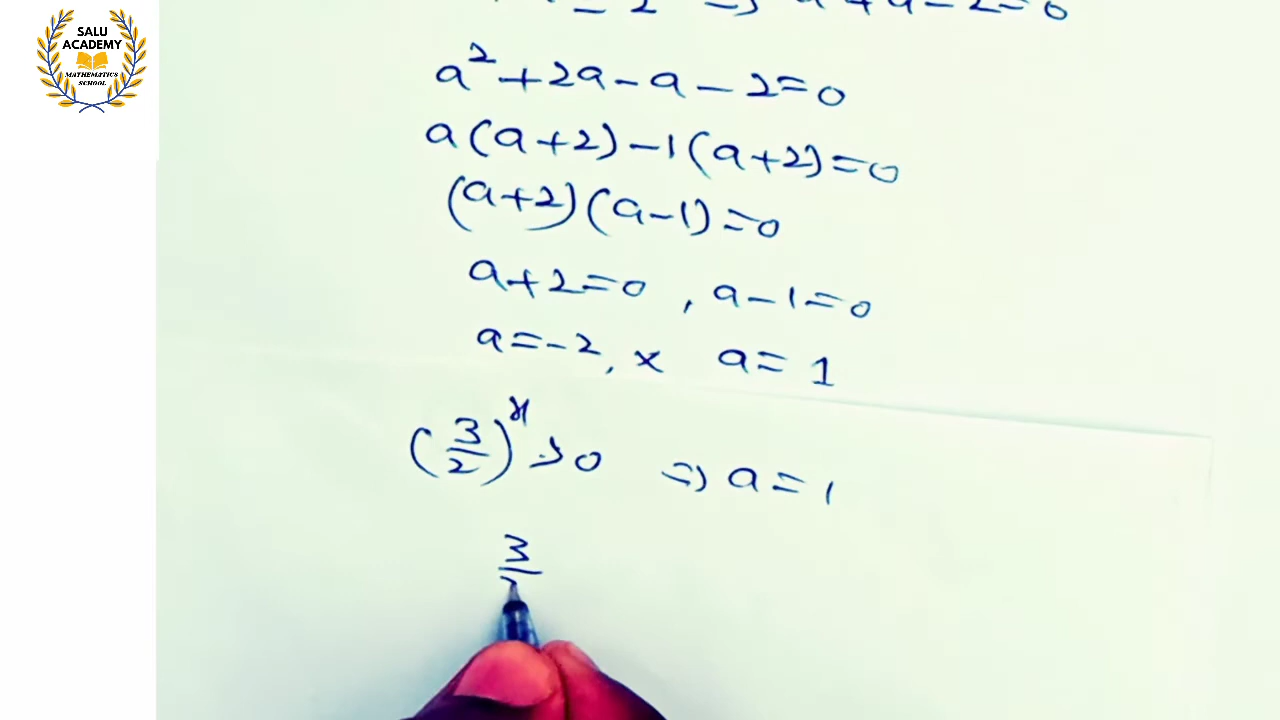 SALU
ACADEMY
MATHEMATICS
SCHOOL
a²+2a-a-2=0
a(a+2)-1(a+2)=0
(a+2)(a-1)=0
a+2=0, a-1=0
a=-2, x a=1
(3/2)^x >0 => a=1
3